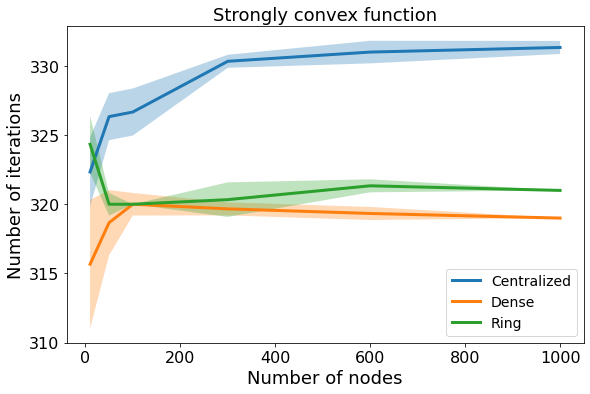 Strongly convex function
Number of iterations
330
325
320
315
310
0
200
400
600
800
1000
Number of nodes
Centralized
Dense
Ring